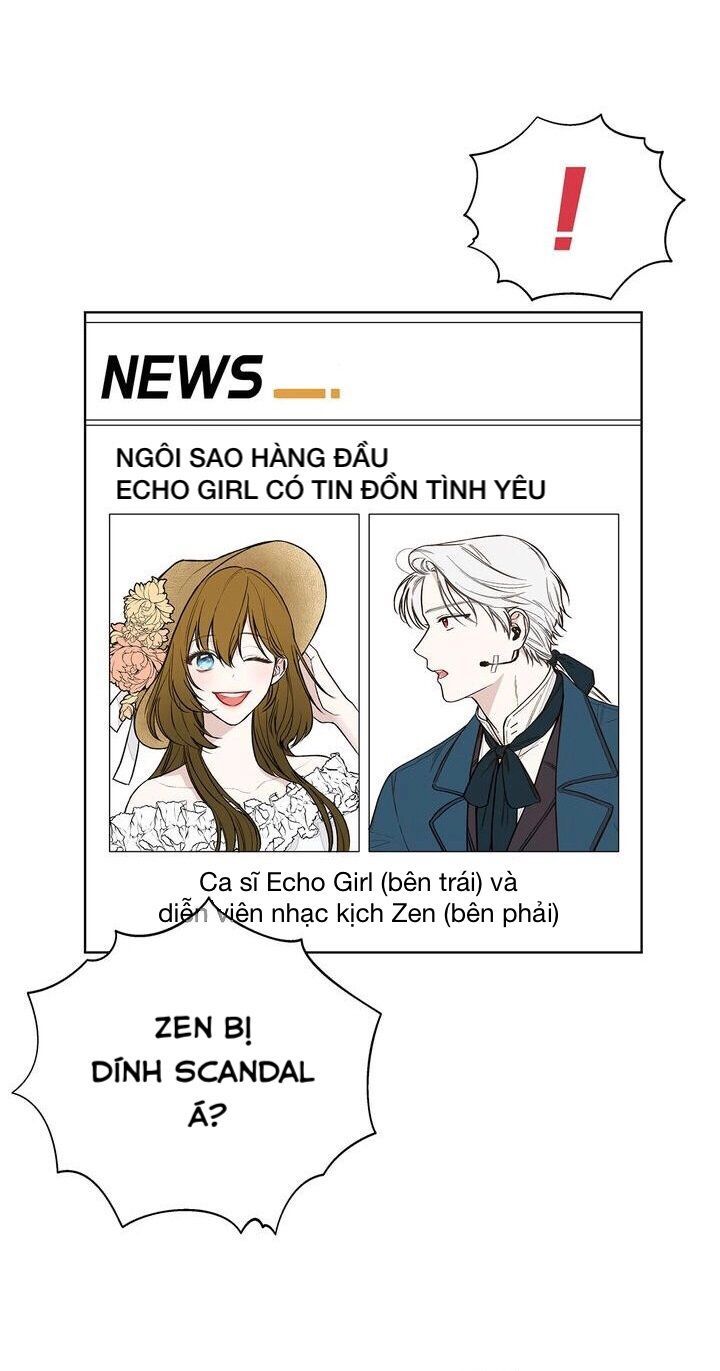 !
NEWS
NGÔI SAO HÀNG ĐẦU
ECHO GIRL CÓ TIN ĐỒN TÌNH YÊU
Ca sĩ Echo Girl (bên trái) và
diễn viên nhạc kịch Zen (bên phải)
ZEN BỊ
DÍNH SCANDAL
Á?